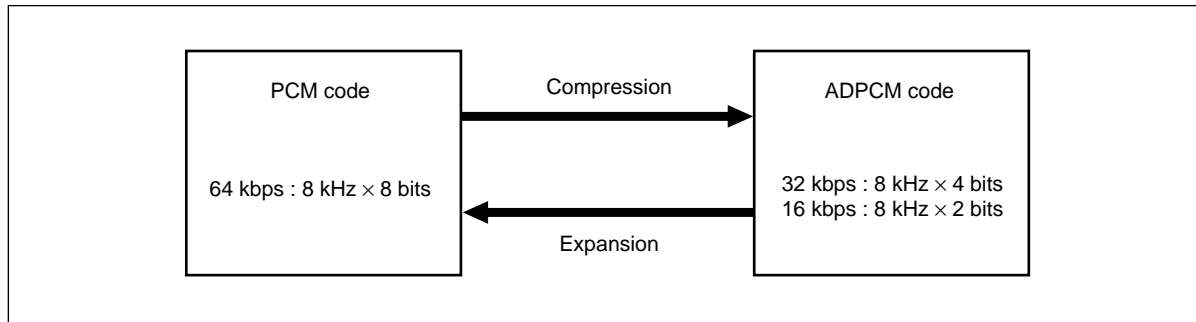 PCM code
64 kbps : 8 kHz × 8 bits
Compression
Expansion
ADPCM code
32 kbps : 8 kHz × 4 bits
16 kbps : 8 kHz × 2 bits